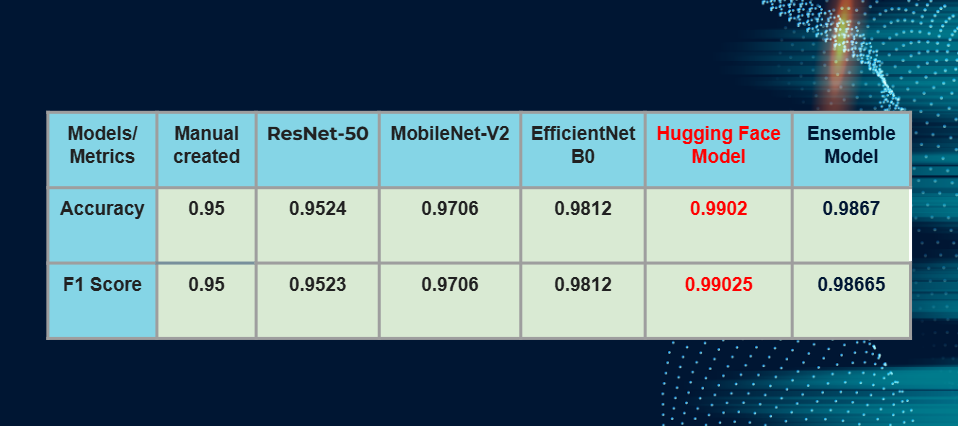 Models/ Manual ResNet-50 MobileNet-V2 EfficientNet Hugging Face Ensemble
Metrics created B0 Model Model
Accuracy 0.95 0.9524 0.9706 0.9812 0.9902 0.9867
F1 Score 0.95 0.9523 0.9706 0.9812 0.99025 0.98665